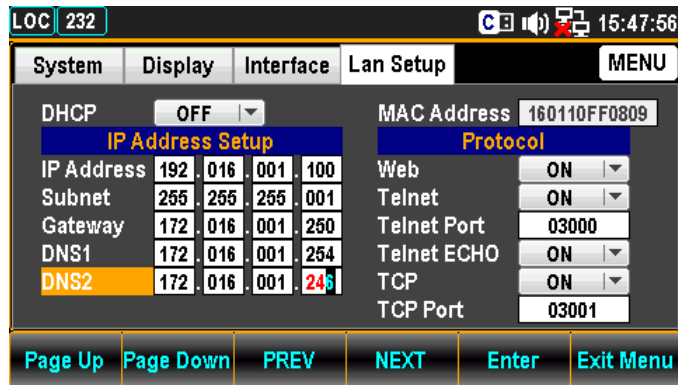 LOC 232 C 15:47:56
System Display Interface Lan Setup MENU
DHCP OFF MAC Address 160110FF0809
IP Address Setup Protocol
IP Address 192 . 016 . 001 . 100 Web ON
Subnet 255 . 255 . 255 . 001 Telnet ON
Gateway 172 . 016 . 001 . 250 Telnet Port 03000
DNS1 172 . 016 . 001 . 254 Telnet ECHO ON
DNS2 172 . 016 . 001 . 246 TCP ON
TCP Port 03001
Page Up Page Down PREV NEXT Enter Exit Menu